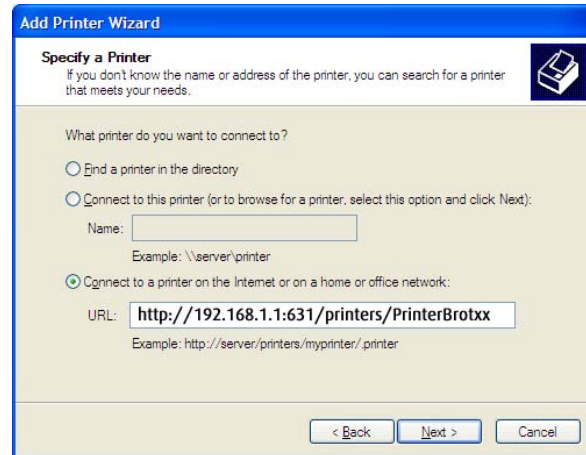 Add Printer Wizard
Specify a Printer
If you don't know the name or address of the printer, you can search for a printer
that meets your needs.
What printer do you want to connect to?
Find a printer in the directory
Connect to this printer (or to browse for a printer, select this option and click Next):
Name:
Example: \\server\printer
Connect to a printer on the Internet or on a home or office network:
URL: http://192.168.1.1:631/printers/PrinterBrotxx
Example: http://server/printers/myprinter/.printer
< Back Next > Cancel